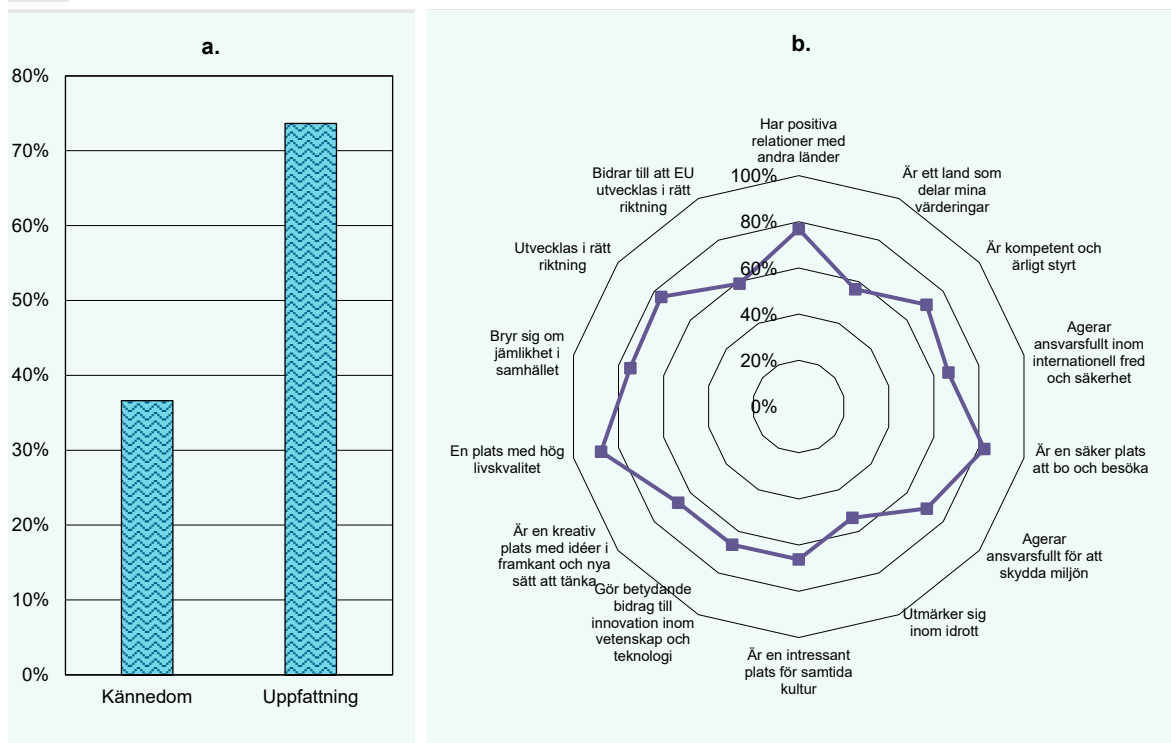 a.
80%
70%
60%
50%
40%
30%
20%
10%
0%
Kännedom
Uppfattning
b.
Har positiva
relationer med
andra länder
Är ett land som
delar mina
värderingar
Är kompetent och
ärligt styrt
Agerar
ansvarsfullt inom
internationell fred
och säkerhet
Är en säker plats
att bo och besöka
Agerar
ansvarsfullt för att
skydda miljön
Utmärker sig
inom idrott
Är en intressant
plats för samtida
kultur
Gör betydande
bidrag till
innovation inom
vetenskap och
teknologi
Är en kreativ
plats med idéer i
framkant och nya
sätt att tänka
En plats med hög
livskvalitet
Bryr sig om
jämlikhet i
samhället
Utvecklas i rätt
riktning
Bidrar till att EU
utvecklas i rätt
riktning
100%
80%
60%
40%
20%
0%